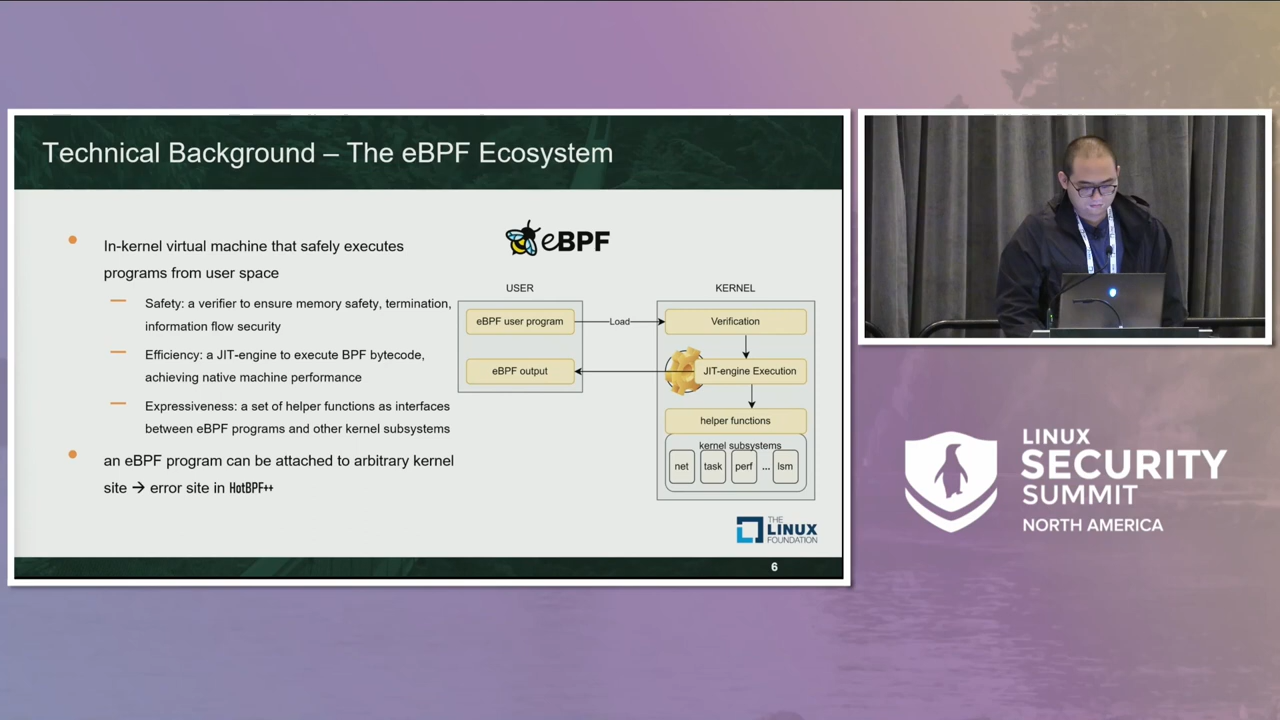 Technical Background – The eBPF Ecosystem
In-kernel virtual machine that safely executes
programs from user space
Safety: a verifier to ensure memory safety, termination,
information flow security
Efficiency: a JIT-engine to execute BPF bytecode,
achieving native machine performance
Expressiveness: a set of helper functions as interfaces
between eBPF programs and other kernel subsystems
an eBPF program can be attached to arbitrary kernel
site → error site in HotBPF++
eBPF
USER
KERNEL
eBPF user program
Load
Verification
eBPF output
JIT-engine Execution
helper functions
kernel subsystems
net task perf ... lsm
THE
LINUX
FOUNDATION
6
LINUX
SECURITY
SUMMIT
NORTH AMERICA